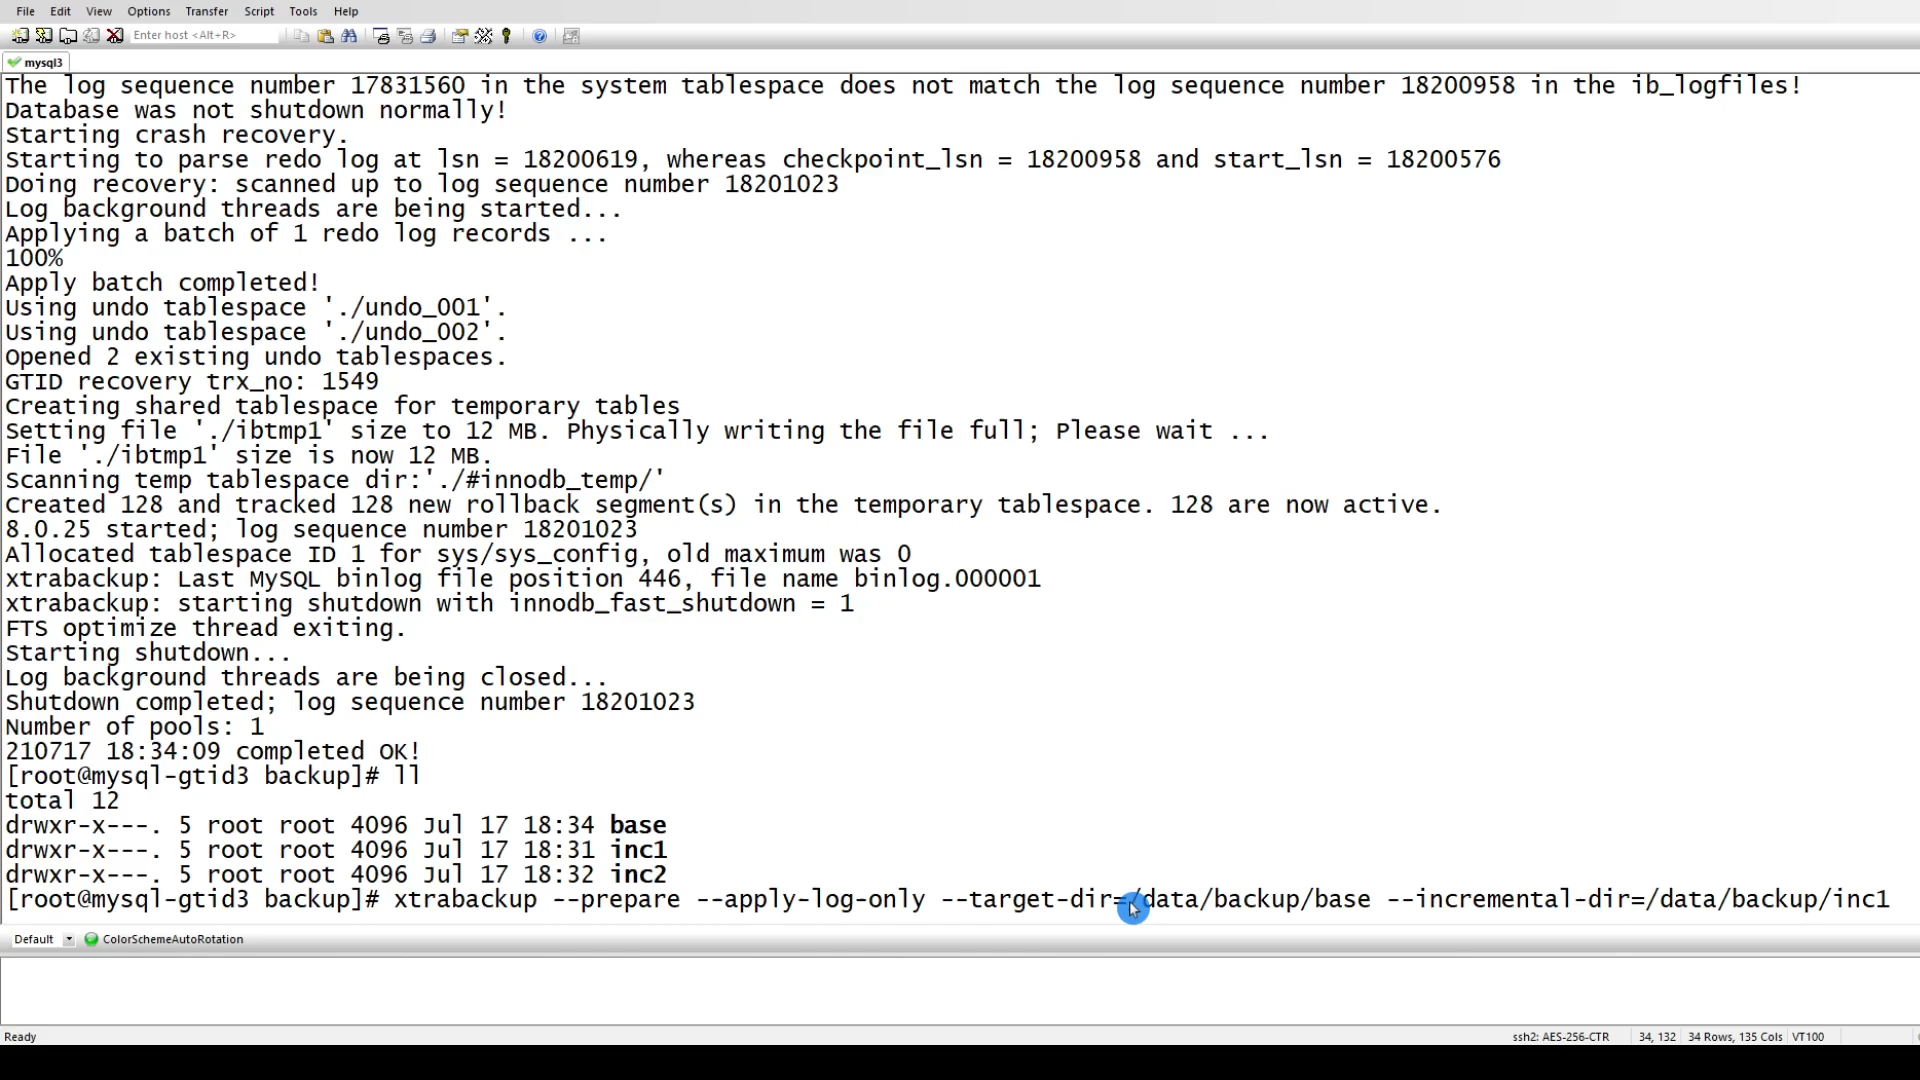 File Edit View Options Transfer Script Tools Help
Enter host <Alt+R>
mysql3
The log sequence number 17831560 in the system tablespace does not match the log sequence number 18200958 in the ib_logfiles!
Database was not shutdown normally!
Starting crash recovery.
Starting to parse redo log at lsn = 18200619, whereas checkpoint_lsn = 18200958 and start_lsn = 18200576
Doing recovery: scanned up to log sequence number 18201023
Log background threads are being started...
Applying a batch of 1 redo log records ...
100%
Apply batch completed!
Using undo tablespace './undo_001'.
Using undo tablespace './undo_002'.
Opened 2 existing undo tablespaces.
GTID recovery trx_no: 1549
Creating shared tablespace for temporary tables
Setting file './ibtmp1' size to 12 MB. Physically writing the file full; Please wait ...
File './ibtmp1' size is now 12 MB.
Scanning temp tablespace dir:'./#innodb_temp/'
Created 128 and tracked 128 new rollback segment(s) in the temporary tablespace. 128 are now active.
8.0.25 started; log sequence number 18201023
Allocated tablespace ID 1 for sys/sys_config, old maximum was 0
xtrabackup: Last MySQL binlog file position 446, file name binlog.000001
xtrabackup: starting shutdown with innodb_fast_shutdown = 1
FTS optimize thread exiting.
Starting shutdown...
Log background threads are being closed...
Shutdown completed; log sequence number 18201023
Number of pools: 1
210717 18:34:09 completed OK!
[root@mysql-gtid3 backup]# ll
total 12
drwxr-x---. 5 root root 4096 Jul 17 18:34 base
drwxr-x---. 5 root root 4096 Jul 17 18:31 inc1
drwxr-x---. 5 root root 4096 Jul 17 18:32 inc2
[root@mysql-gtid3 backup]# xtrabackup --prepare --apply-log-only --target-dir=/data/backup/base --incremental-dir=/data/backup/inc1
Default ColorSchemeAutoRotation
Ready ssh2: AES-256-CTR 34, 132 34 Rows, 135 Cols VT100